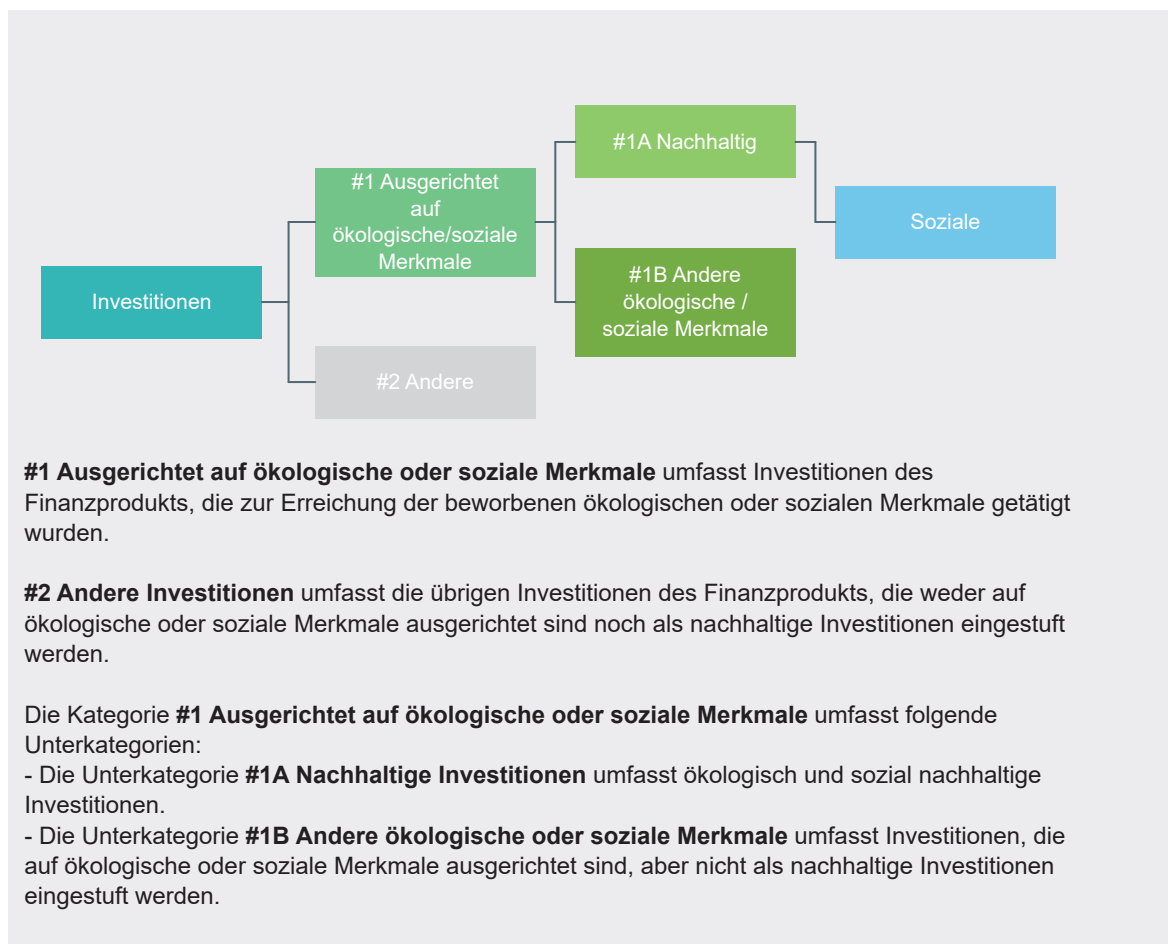 #1A Nachhaltig
#1 Ausgerichtet
auf
ökologische/soziale
Merkmale
Soziale
#1B Andere
ökologische /
soziale Merkmale
Investitionen
#2 Andere
#1 Ausgerichtet auf ökologische oder soziale Merkmale umfasst Investitionen des
Finanzprodukts, die zur Erreichung der beworbenen ökologischen oder sozialen Merkmale getätigt
wurden.
#2 Andere Investitionen umfasst die übrigen Investitionen des Finanzprodukts, die weder auf
ökologische oder soziale Merkmale ausgerichtet sind noch als nachhaltige Investitionen eingestuft
werden.
Die Kategorie #1 Ausgerichtet auf ökologische oder soziale Merkmale umfasst folgende
Unterkategorien:
- Die Unterkategorie #1A Nachhaltige Investitionen umfasst ökologisch und sozial nachhaltige
Investitionen.
- Die Unterkategorie #1B Andere ökologische oder soziale Merkmale umfasst Investitionen, die
auf ökologische oder soziale Merkmale ausgerichtet sind, aber nicht als nachhaltige Investitionen
eingestuft werden.